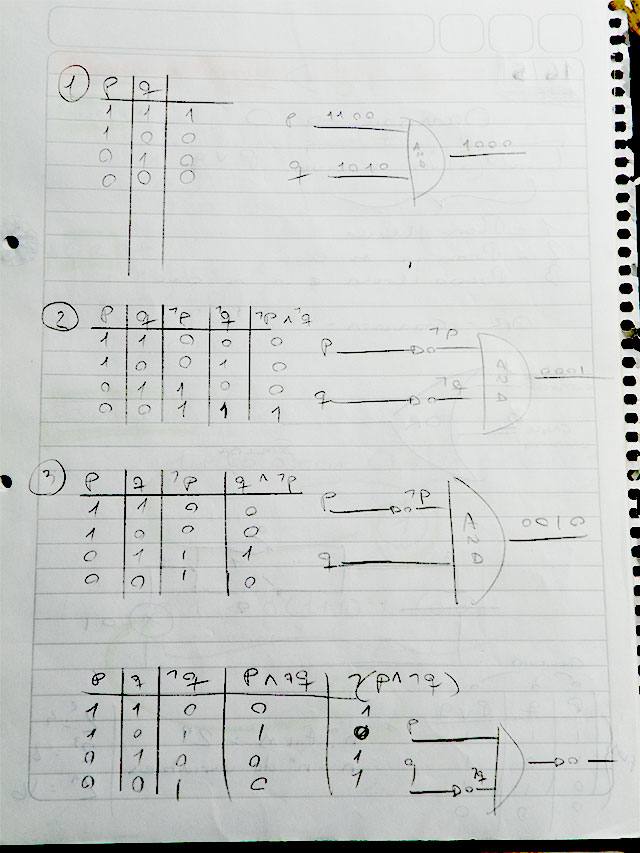 1
p q
1 1 1
1 0 0
0 1 0
0 0 0
p 1100
q 1010
AND
1000
2
p q ¬p ¬q ¬p ∧ ¬q
1 1 0 0 0
1 0 0 1 0
0 1 1 0 0
0 0 1 1 1
p ¬p
q ¬q
AND
0001
3
p q ¬p q ∧ ¬p
1 1 0 0
1 0 0 0
0 1 1 1
0 0 1 0
p ¬p
q
AND
0010
p q ¬q p ∧ ¬q ¬(p ∧ ¬q)
1 1 0 0 1
1 0 1 1 0
0 1 0 0 1
0 0 1 0 1
p
q ¬q